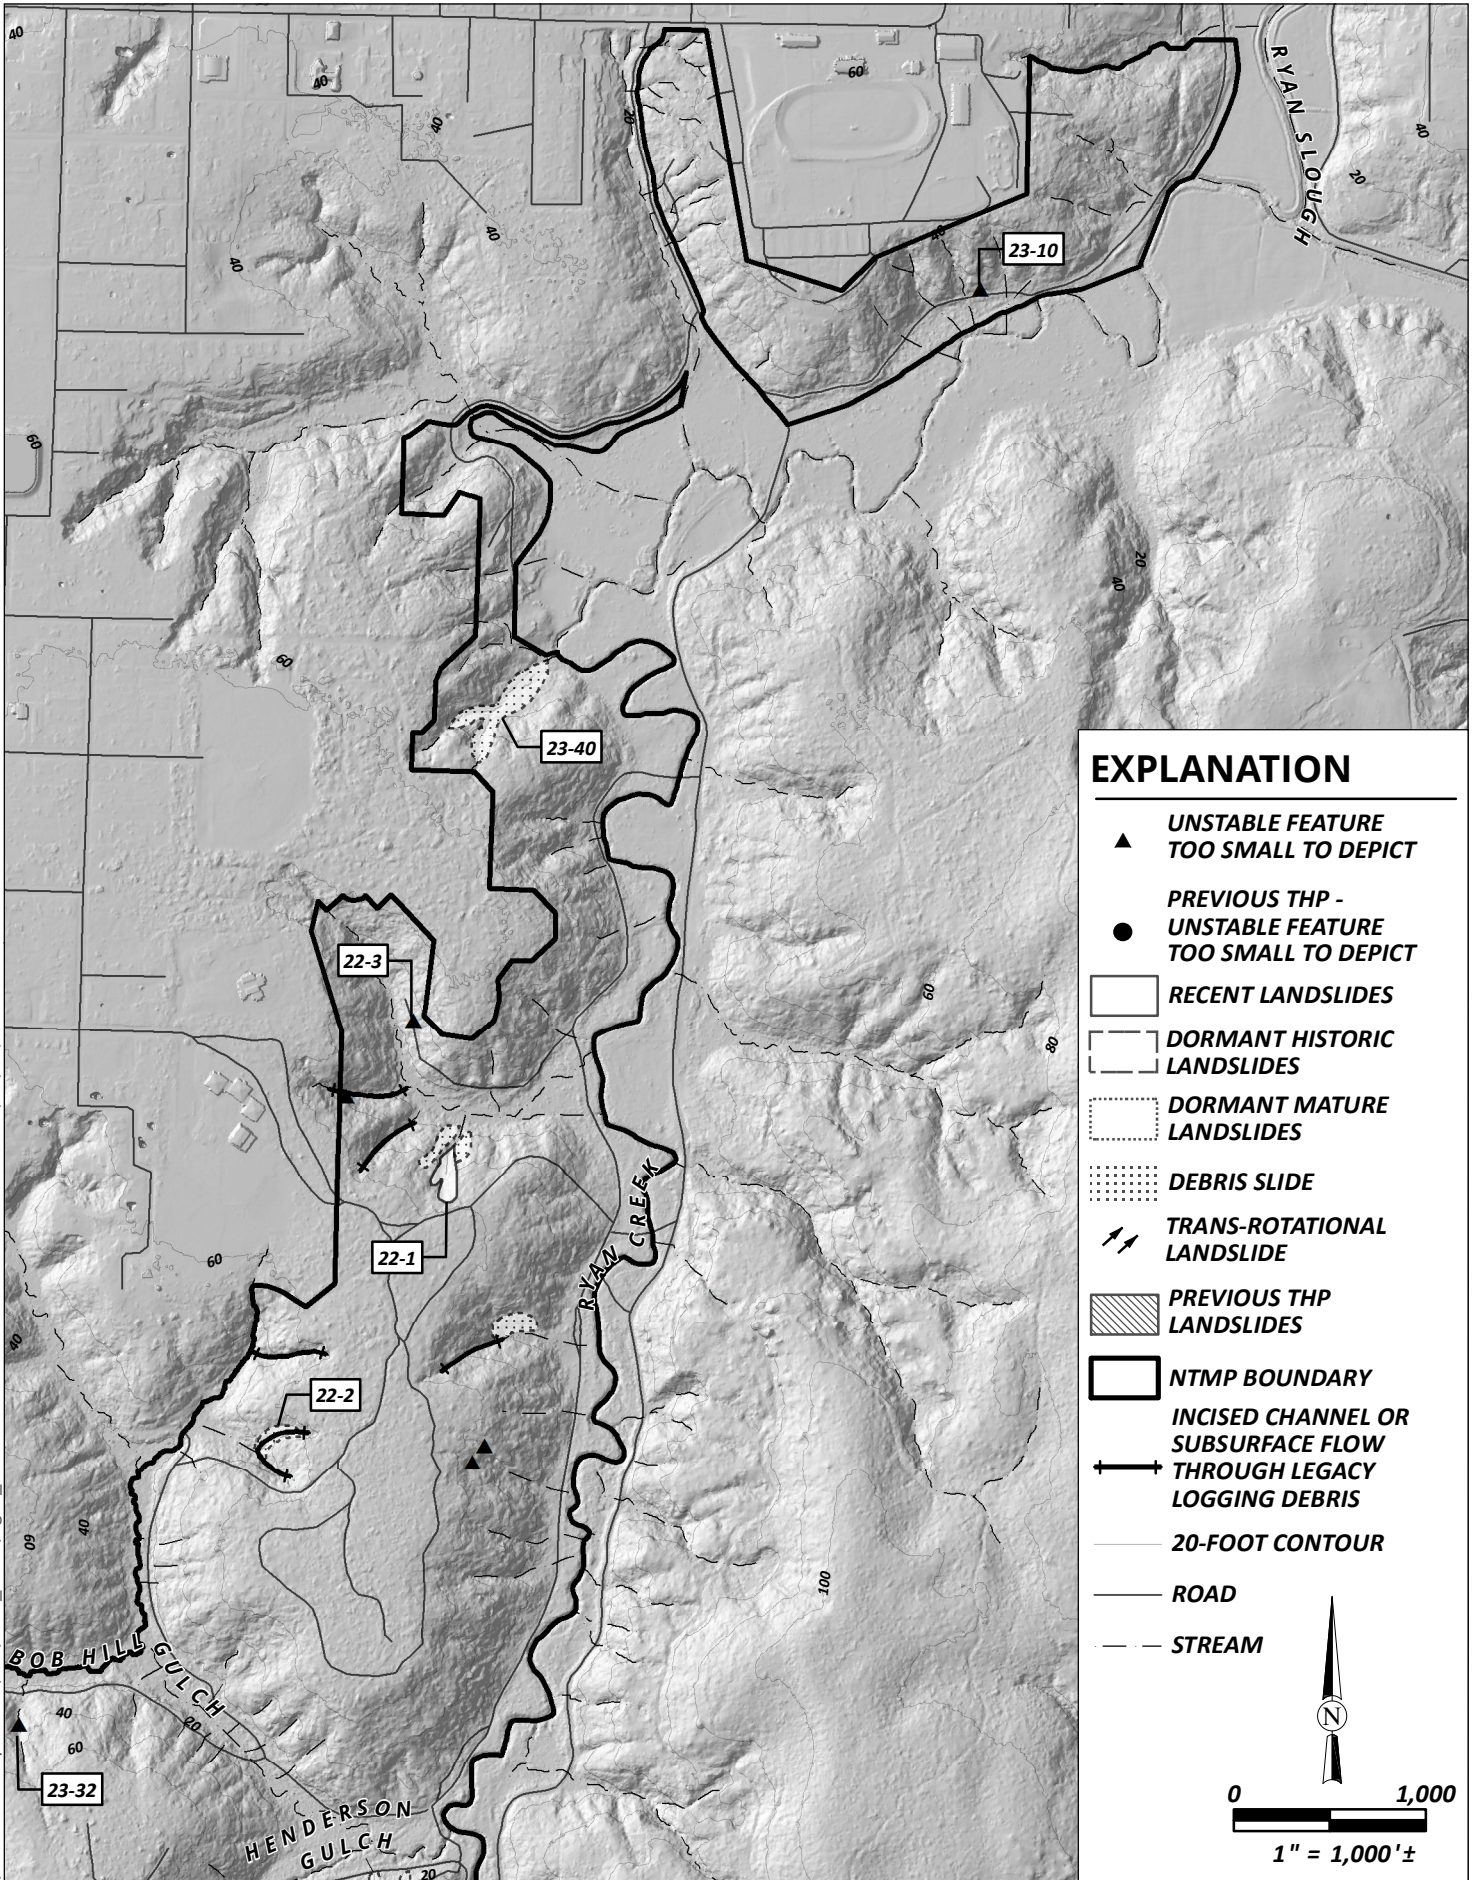 40
40
60
40
20
RYAN SLOUGH
40
20
40
40
40
23-10
60
60
20
40
23-40
22-3
60
80
RYAN CREEK
22-1
60
40
22-2
60
40
100
BOB HILL GULCH
40
20
60
23-32
HENDERSON
GULCH
20
EXPLANATION
UNSTABLE FEATURE
TOO SMALL TO DEPICT
PREVIOUS THP -
UNSTABLE FEATURE
TOO SMALL TO DEPICT
RECENT LANDSLIDES
DORMANT HISTORIC
LANDSLIDES
DORMANT MATURE
LANDSLIDES
DEBRIS SLIDE
TRANS-ROTATIONAL
LANDSLIDE
PREVIOUS THP
LANDSLIDES
NTMP BOUNDARY
INCISED CHANNEL OR
SUBSURFACE FLOW
THROUGH LEGACY
LOGGING DEBRIS
20-FOOT CONTOUR
ROAD
STREAM
N
0 1,000
1" = 1,000'±